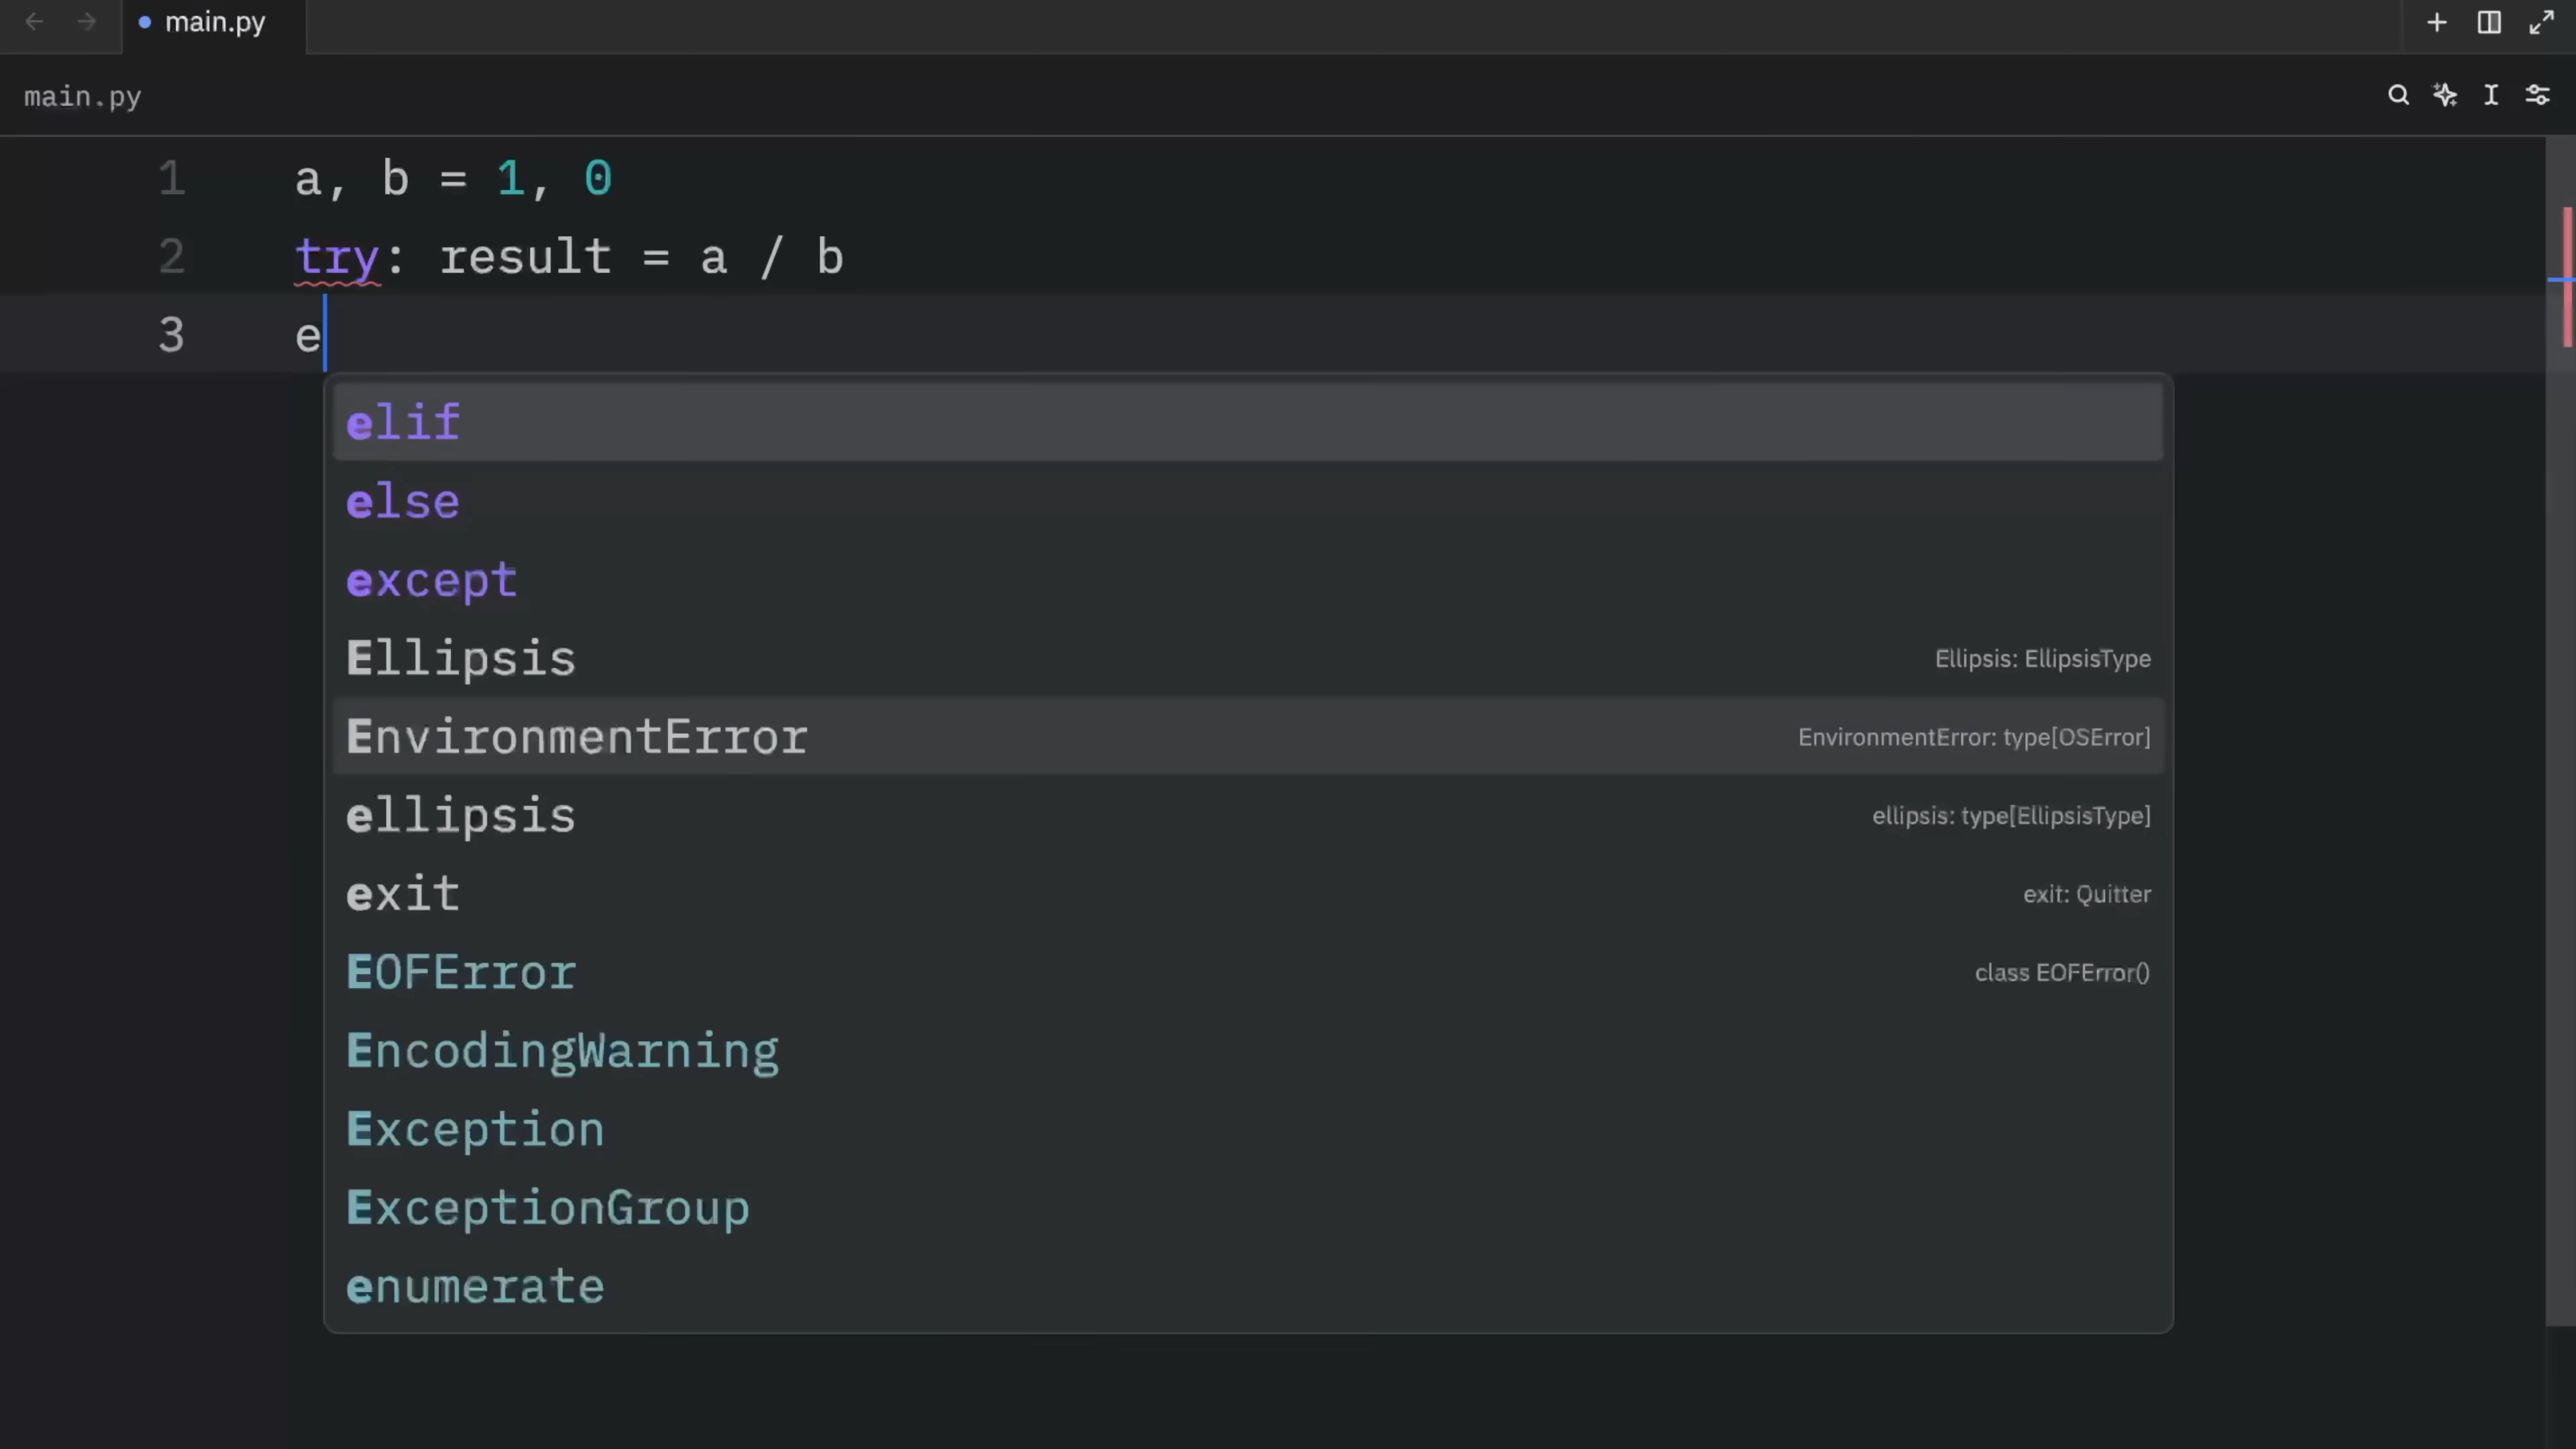 main.py
main.py
1 a, b = 1, 0
2 try: result = a / b
3 e
elif
else
except
Ellipsis Ellipsis: EllipsisType
EnvironmentError EnvironmentError: type[OSError]
ellipsis ellipsis: type[EllipsisType]
exit exit: Quitter
EOFError class EOFError()
EncodingWarning
Exception
ExceptionGroup
enumerate